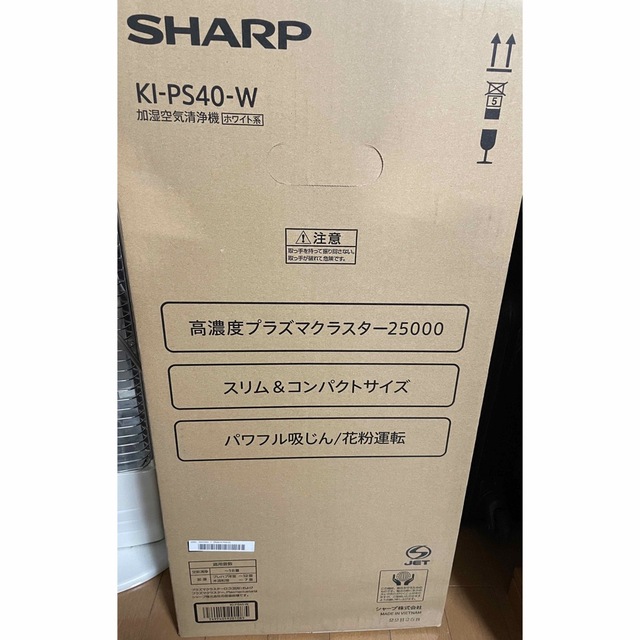 SHARP
KI-PS40-W
加湿空気清浄機 ホワイト系
5
注意
取っ手を持って振り回さない。
取っ手が破れて危険です。
高濃度プラズマクラスター25000
スリム&コンパクトサイズ
パワフル吸じん/花粉運転
JET
シャープ株式会社
MADE IN VIETNAM